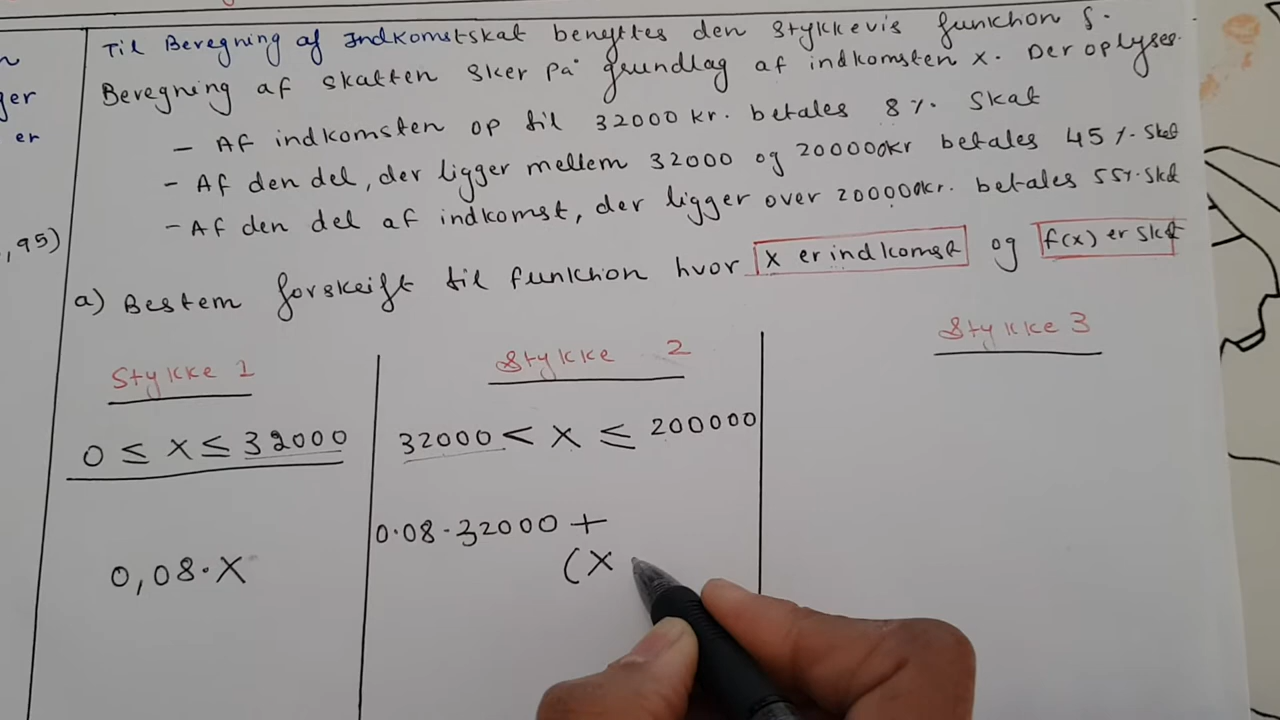 n
ger
er
, 95)
Til Beregning af Indkomstskat benyttes den Stykkevis funktion f.
Beregning af skatten sker på grundlag af indkomsten x. Der oplyses.
- Af indkomsten op til 32000 kr. betales 8 %. Skat
- Af den del, der ligger mellem 32000 og 200000kr betales 45 %. Skat
- Af den del af indkomst, der ligger over 200000kr. betales 55%. Skat
a) Bestem forskrift til funktion hvor x er indkomst og f(x) er skat
Stykke 1
0 ≤ x ≤ 32000
0,08·X
Stykke 2
32000 < X ≤ 200000
0.08·32000 +
(X
Stykke 3